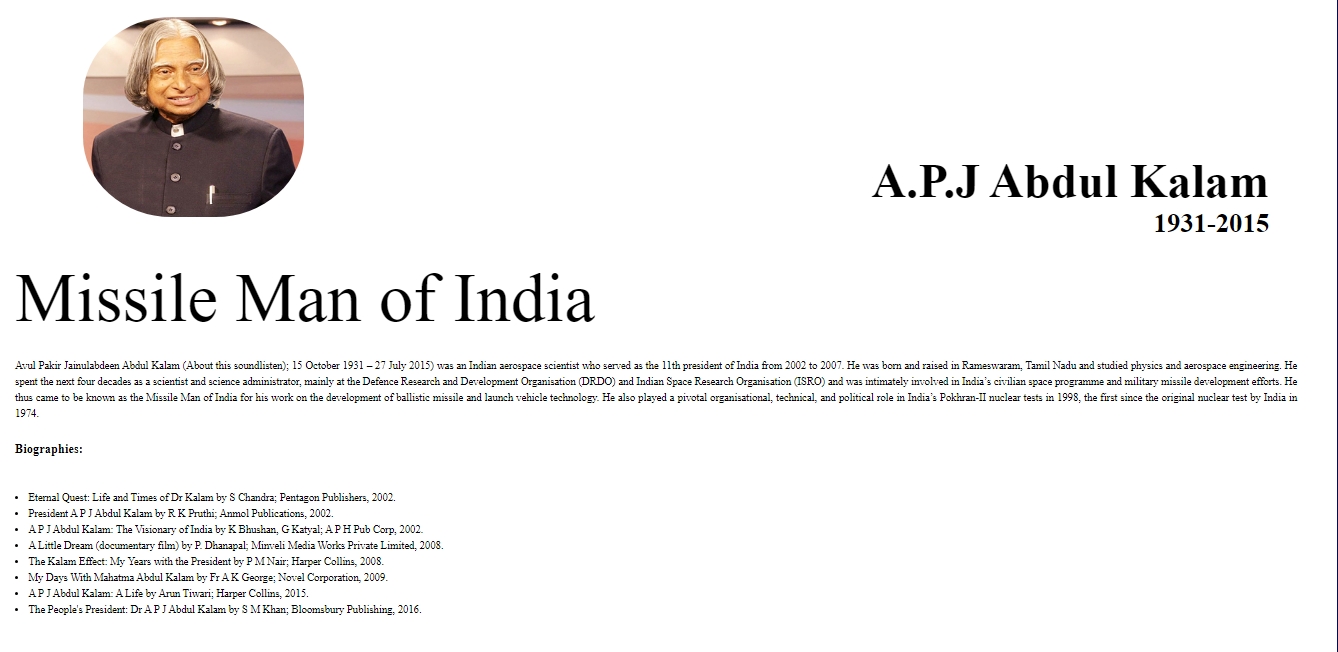 A.P.J Abdul Kalam
1931-2015
Missile Man of India
Avul Pakir Jainulabdeen Abdul Kalam (About this soundlisten); 15 October 1931 – 27 July 2015) was an Indian aerospace scientist who served as the 11th president of India from 2002 to 2007. He was born and raised in Rameswaram, Tamil Nadu and studied physics and aerospace engineering. He
spent the next four decades as a scientist and science administrator, mainly at the Defence Research and Development Organisation (DRDO) and Indian Space Research Organisation (ISRO) and was intimately involved in India's civilian space programme and military missile development efforts. He
thus came to be known as the Missile Man of India for his work on the development of ballistic missile and launch vehicle technology. He also played a pivotal organisational, technical, and political role in India's Pokhran-II nuclear tests in 1998, the first since the original nuclear test by India in
1974.
Biographies:
• Eternal Quest: Life and Times of Dr Kalam by S Chandra; Pentagon Publishers, 2002.
• President A P J Abdul Kalam by R K Pruthi; Anmol Publications, 2002.
• A P J Abdul Kalam: The Visionary of India by K Bhushan, G Katyal; A P H Pub Corp, 2002.
• A Little Dream (documentary film) by P. Dhanapal; Minveli Media Works Private Limited, 2008.
• The Kalam Effect: My Years with the President by P M Nair; Harper Collins, 2008.
• My Days With Mahatma Abdul Kalam by Fr A K George; Novel Corporation, 2009.
• A P J Abdul Kalam: A Life by Arun Tiwari; Harper Collins, 2015.
• The People's President: Dr A P J Abdul Kalam by S M Khan; Bloomsbury Publishing, 2016.